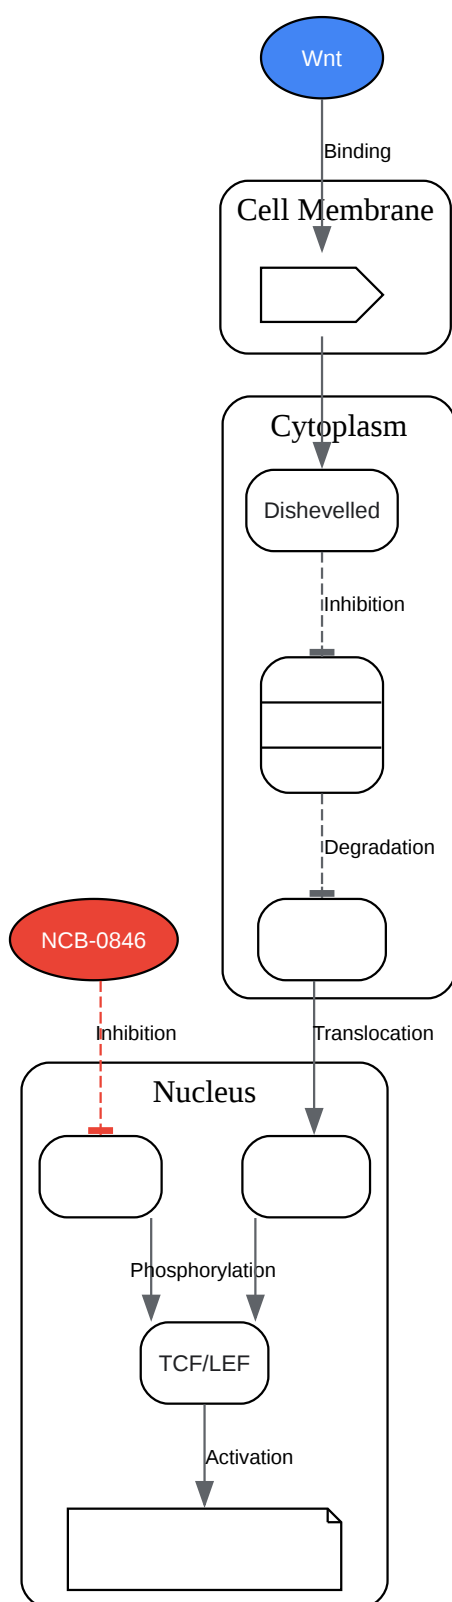 Wnt
Binding
Cell Membrane
Cytoplasm
Dishevelled
Inhibition
Degradation
NCB-0846
Inhibition
Translocation
Nucleus
Phosphorylation
TCF/LEF
Activation